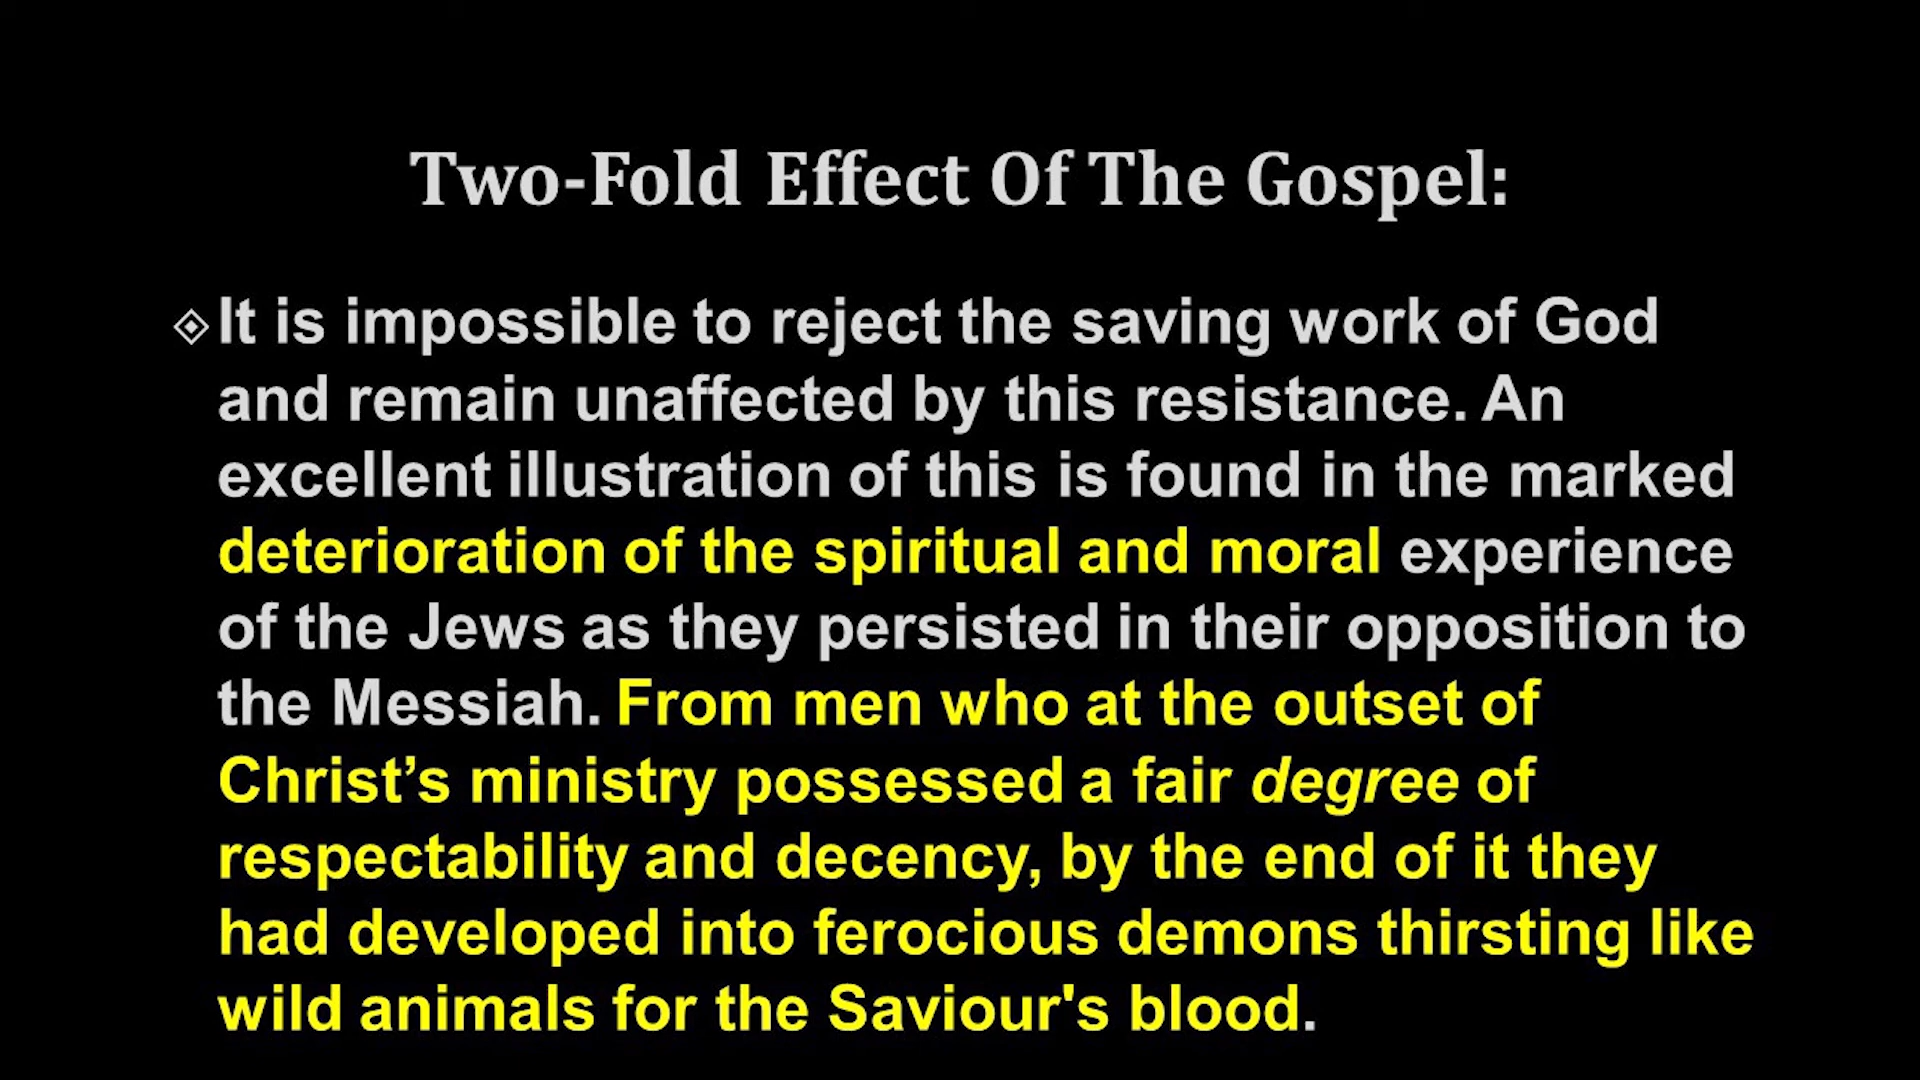 Two-Fold Effect Of The Gospel:
It is impossible to reject the saving work of God
and remain unaffected by this resistance. An
excellent illustration of this is found in the marked
deterioration of the spiritual and moral experience
of the Jews as they persisted in their opposition to
the Messiah. From men who at the outset of
Christ’s ministry possessed a fair degree of
respectability and decency, by the end of it they
had developed into ferocious demons thirsting like
wild animals for the Saviour's blood.